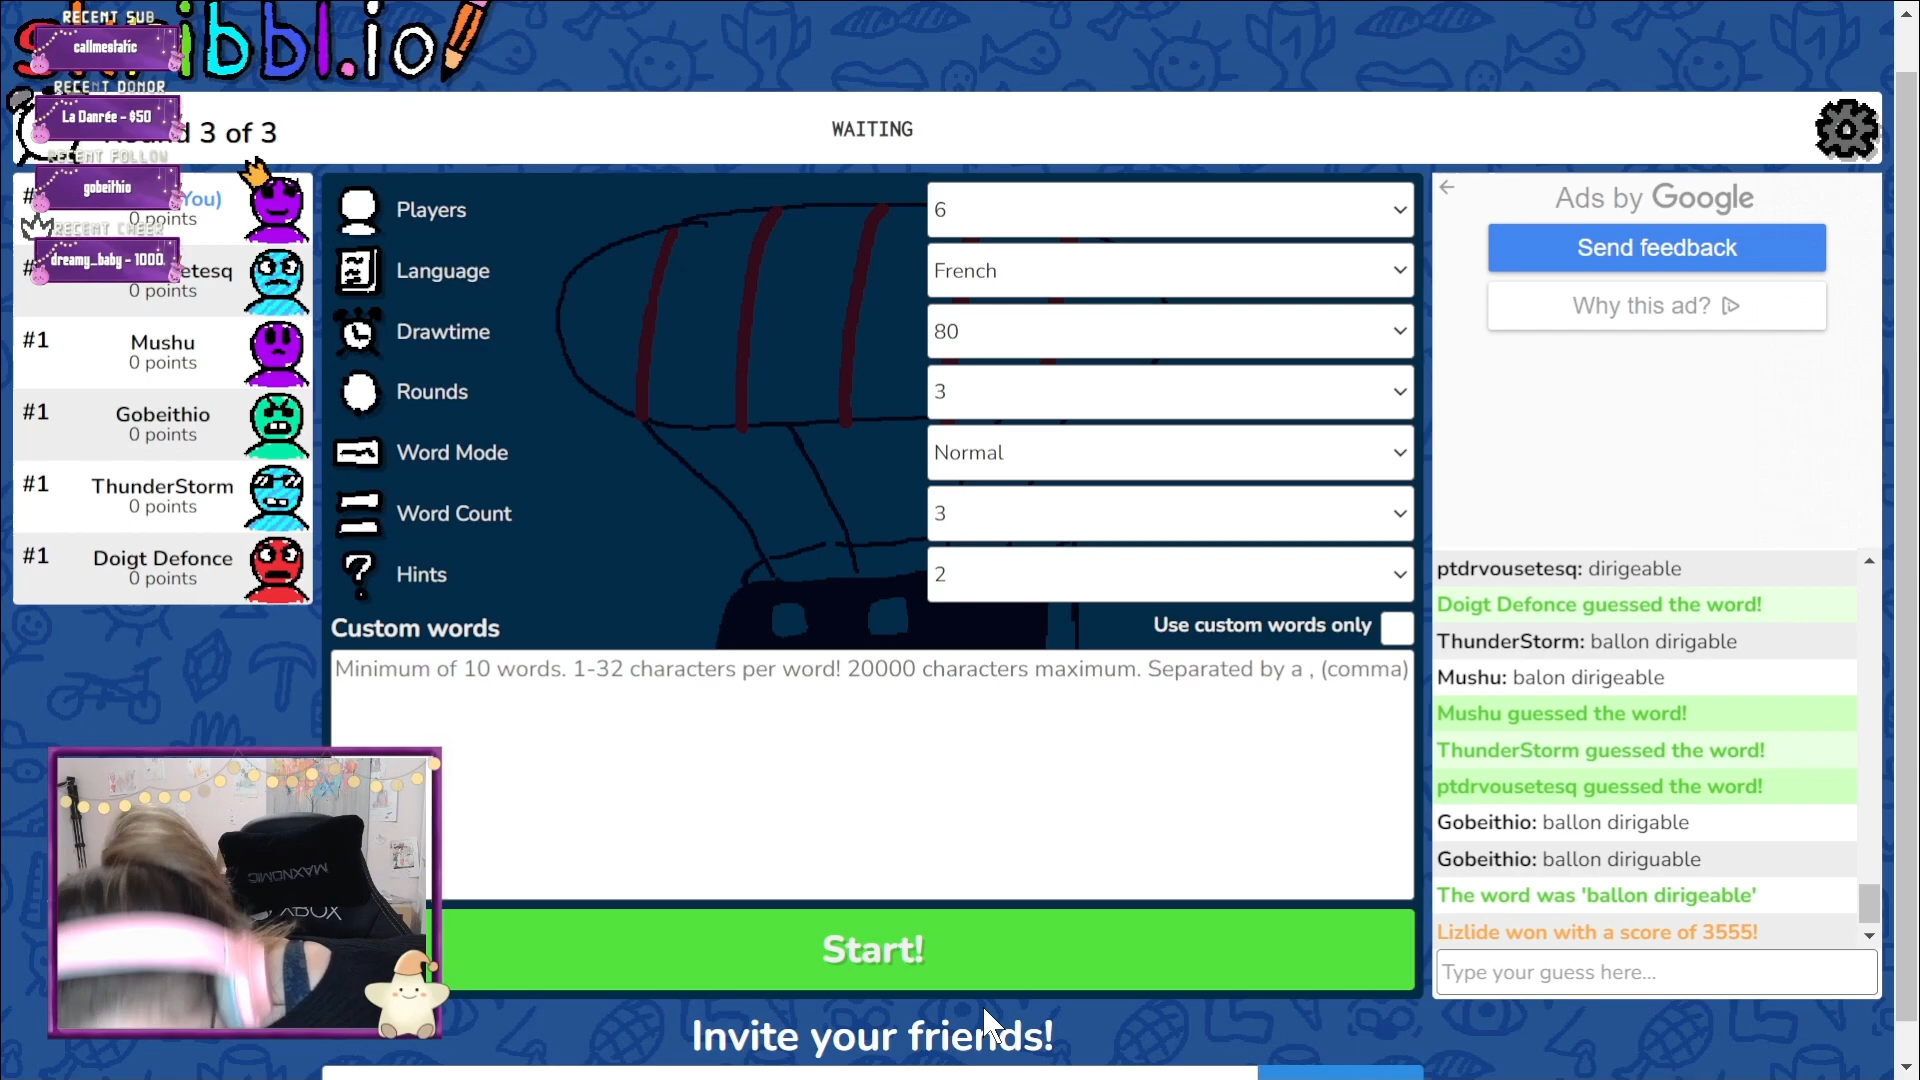 RECENT SUB
callmestatic
ibbl.io
RECENT DONOR
La Danrée - $50
d 3 of 3
WAITING
RECENT FOLLOW
gobeithio
(You)
0 points
RECENT CHEER
dreamy_baby - 1000
etesq
0 points
#1
Mushu
0 points
#1
Gobeithio
0 points
#1
ThunderStorm
0 points
#1
Doigt Defonce
0 points
Players
6
Language
French
Drawtime
80
Rounds
3
Word Mode
Normal
Word Count
3
Hints
2
Custom words
Use custom words only
Minimum of 10 words. 1-32 characters per word! 20000 characters maximum. Separated by a , (comma)
MAXNOMIC
XBOX
Start!
Invite your friends!
Ads by Google
Send feedback
Why this ad?
ptdrvousetesq: dirigeable
Doigt Defonce guessed the word!
ThunderStorm: ballon dirigable
Mushu: balon dirigeable
Mushu guessed the word!
ThunderStorm guessed the word!
ptdrvousetesq guessed the word!
Gobeithio: ballon dirigable
Gobeithio: ballon diriguable
The word was 'ballon dirigeable'
Lizlide won with a score of 3555!
Type your guess here...